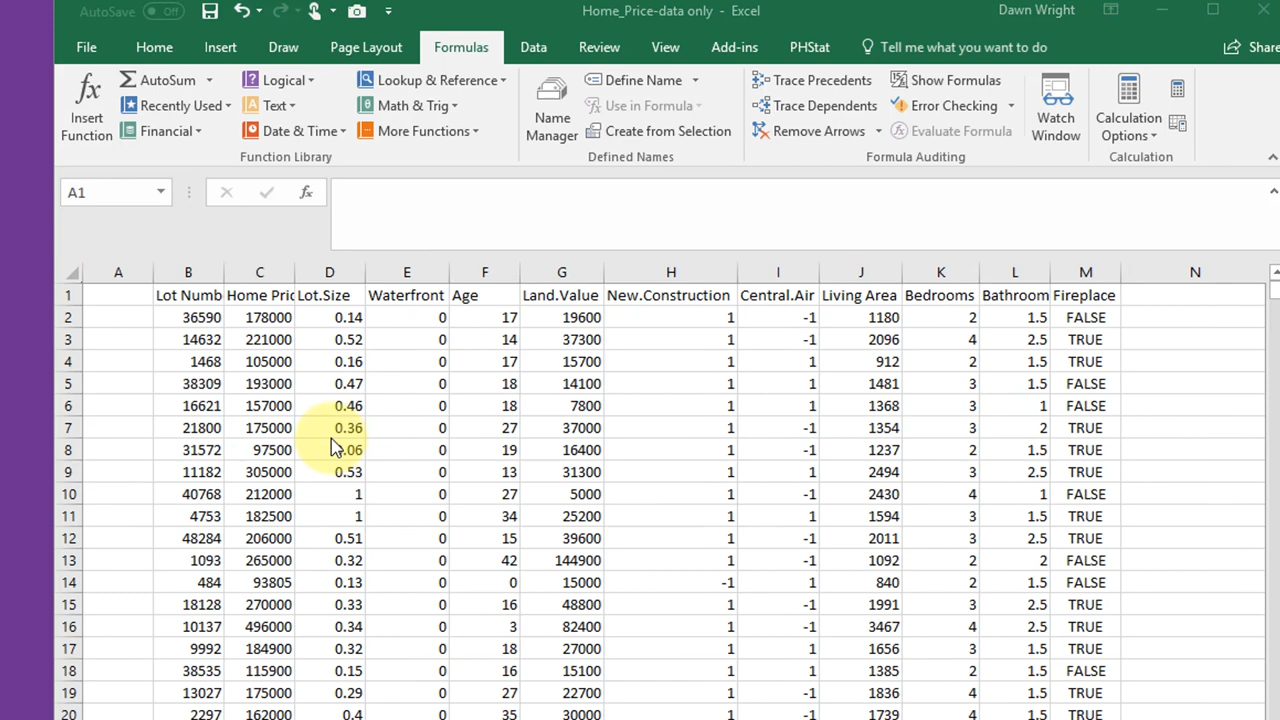 AutoSave Off Home_Price-data only - Excel Dawn Wright
File Home Insert Draw Page Layout Formulas Data Review View Add-ins PHStat Tell me what you want to do Share
Insert Function
AutoSum
Recently Used
Financial
Logical
Text
Date & Time
Lookup & Reference
Math & Trig
More Functions
Function Library
Name Manager
Define Name
Use in Formula
Create from Selection
Defined Names
Trace Precedents
Trace Dependents
Remove Arrows
Show Formulas
Error Checking
Evaluate Formula
Formula Auditing
Watch Window
Calculation Options
Calculation
A1 fx
A B C D E F G H I J K L M N
1 Lot Numb Home Pric Lot.Size Waterfront Age Land.Value New.Construction Central.Air Living Area Bedrooms Bathroom Fireplace
2 36590 178000 0.14 0 17 19600 1 -1 1180 2 1.5 FALSE
3 14632 221000 0.52 0 14 37300 1 -1 2096 4 2.5 TRUE
4 1468 105000 0.16 0 17 15700 1 1 912 2 1.5 TRUE
5 38309 193000 0.47 0 18 14100 1 1 1481 3 1.5 FALSE
6 16621 157000 0.46 0 18 7800 1 1 1368 3 1 FALSE
7 21800 175000 0.36 0 27 37000 1 -1 1354 3 2 TRUE
8 31572 97500 .06 0 19 16400 1 -1 1237 2 1.5 TRUE
9 11182 305000 0.53 0 13 31300 1 -1 2494 3 2.5 TRUE
10 40768 212000 1 0 27 5000 1 -1 2430 4 1 FALSE
11 4753 182500 1 0 34 25200 1 1 1594 3 1.5 TRUE
12 48284 206000 0.51 0 15 39600 1 -1 2011 3 2.5 TRUE
13 1093 265000 0.32 0 42 144900 1 -1 1092 2 2 FALSE
14 484 93805 0.13 0 0 15000 -1 1 840 2 1.5 FALSE
15 18128 270000 0.33 0 16 48800 1 -1 1991 3 2.5 TRUE
16 10137 496000 0.34 0 3 82400 1 -1 3467 4 2.5 TRUE
17 9992 184900 0.32 0 18 27000 1 1 1656 3 1.5 TRUE
18 38535 115900 0.15 0 16 15100 1 1 1385 2 1.5 FALSE
19 13027 175000 0.29 0 27 22700 1 -1 1836 4 1.5 TRUE
20 2297 162000 0.4 0 35 30000 1 -1 1739 4 1.5 TRUE